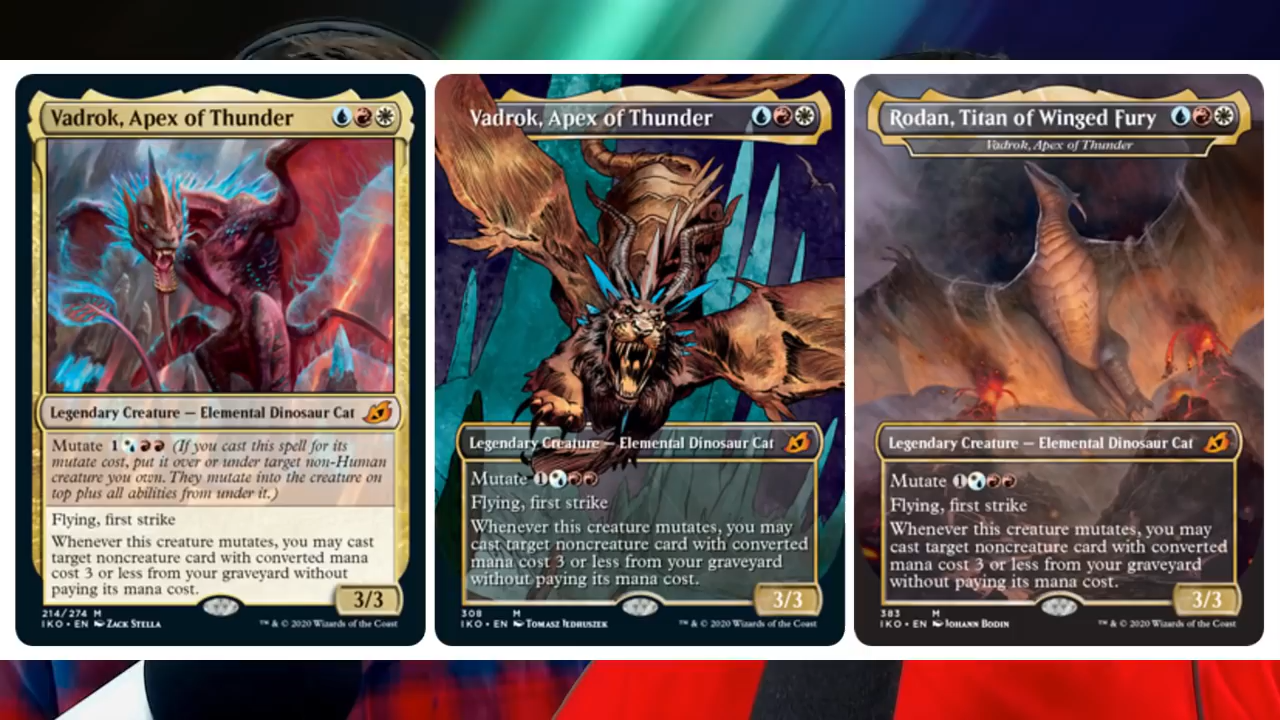 Vadrok, Apex of Thunder
Legendary Creature — Elemental Dinosaur Cat
Mutate 1 (If you cast this spell for its
mutate cost, put it over or under target non-Human
creature you own. They mutate into the creature on
top plus all abilities from under it.)
Flying, first strike
Whenever this creature mutates, you may cast
target noncreature card with converted mana
cost 3 or less from your graveyard without
paying its mana cost.
3/3
214/274 M
IKO • EN Zack Stella
™ & © 2020 Wizards of the Coast
Vadrok, Apex of Thunder
Legendary Creature — Elemental Dinosaur Cat
Mutate 1
Flying, first strike
Whenever this creature mutates, you may
cast target noncreature card with converted
mana cost 3 or less from your graveyard
without paying its mana cost.
3/3
308 M
IKO • EN Tomasz Jedruszek
™ & © 2020 Wizards of the Coast
Rodan, Titan of Winged Fury
Vadrok, Apex of Thunder
Legendary Creature — Elemental Dinosaur Cat
Mutate 1
Flying, first strike
Whenever this creature mutates, you may
cast target noncreature card with converted
mana cost 3 or less from your graveyard
without paying its mana cost.
3/3
383 M
IKO • EN Johann Bodin
™ & © 2020 Wizards of the Coast